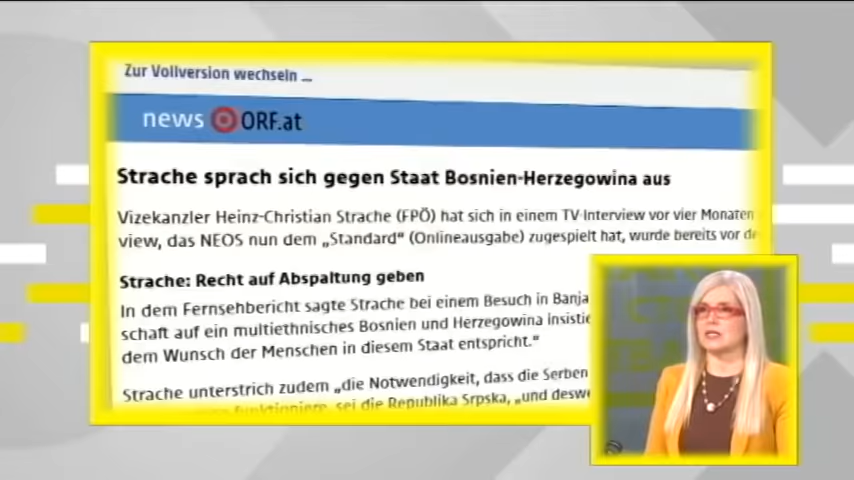 Zur Vollversion wechseln ...
news ORF.at
Strache sprach sich gegen Staat Bosnien-Herzegowina aus
Vizekanzler Heinz-Christian Strache (FPÖ) hat sich in einem TV-Interview vor vier Monaten
view, das NEOS nun dem „Standard“ (Onlineausgabe) zugespielt hat, wurde bereits vor
Strache: Recht auf Abspaltung geben
In dem Fernsehbericht sagte Strache bei einem Besuch in Banja
schaft auf ein multiethnisches Bosnien und Herzegowina
dem Wunsch der Menschen in diesem Staat entspricht.“
Strache unterstrich zudem „die Notwendigkeit, dass die Serben
funktioniere, sei die Republika Srpska, „und